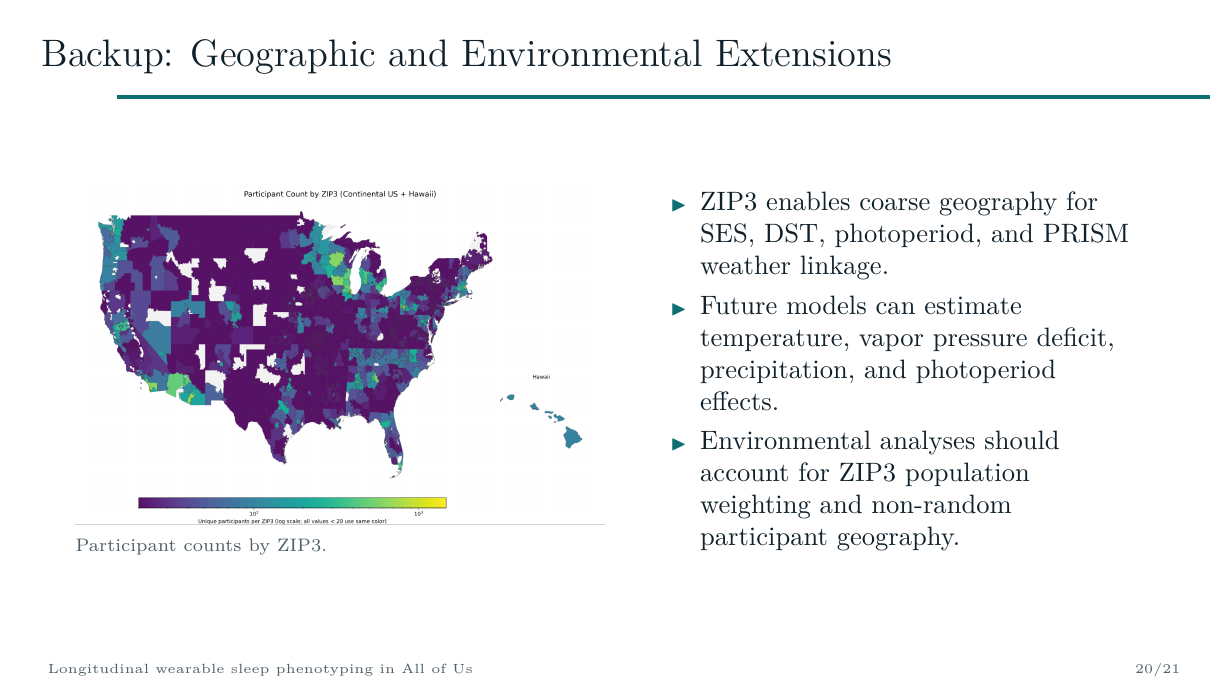 Backup: Geographic and Environmental Extensions
Participant Count by ZIP3 (Continental US + Hawaii)
Hawaii
10²
10³
Unique participants per ZIP3 (log scale; all values < 20 use same color)
Participant counts by ZIP3.
▶ ZIP3 enables coarse geography for
SES, DST, photoperiod, and PRISM
weather linkage.
▶ Future models can estimate
temperature, vapor pressure deficit,
precipitation, and photoperiod
effects.
▶ Environmental analyses should
account for ZIP3 population
weighting and non-random
participant geography.
Longitudinal wearable sleep phenotyping in All of Us
20/21